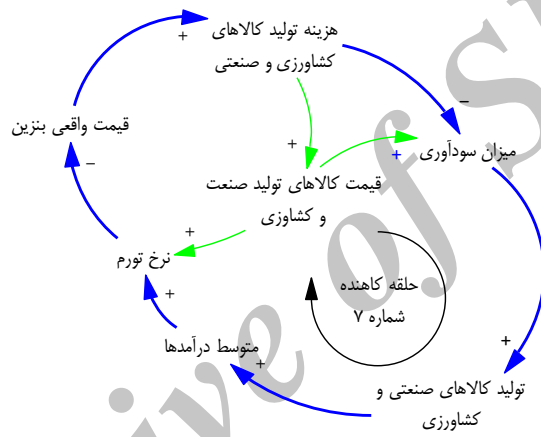 هزینه تولید کالاهای
کشاورزی و صنعتی
+
+
–
قیمت واقعی بنزین
میزان سودآوری
+
–
قیمت کالاهای تولید صنعت
و کشاوزی
+
نرخ تورم
حلقه کاهنده
شماره ۷
+
+
متوسط درآمدها
+
تولید کالاهای صنعتی و
کشاورزی